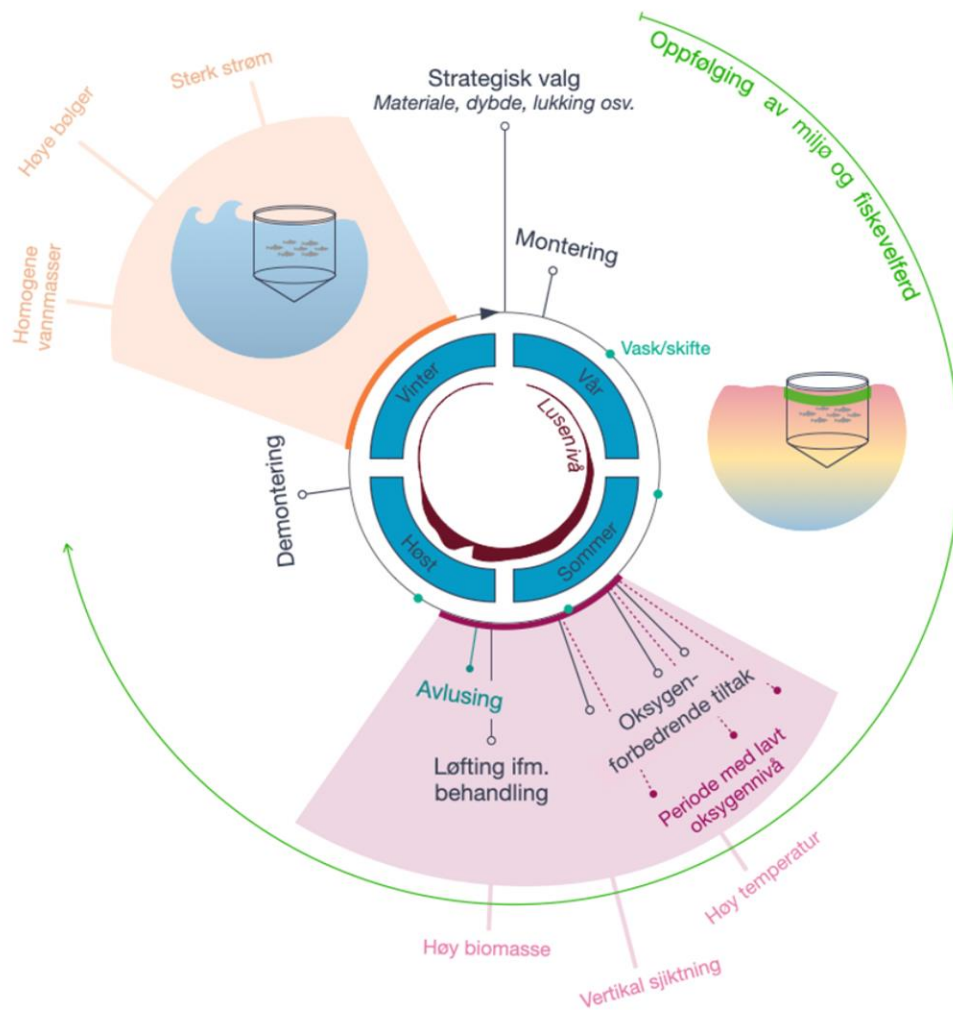 Strategisk valg
Materiale, dybde, lukking osv.
Oppfølging av miljø og fiskevelferd
Sterk strøm
Høye bølger
Homogene
vannmasser
Montering
Vask/skifte
Vinter
Vår
Lusenivå
Høst
Sommer
Demontering
Avlusing
Løfting ifm.
behandling
Oksygen-
forbedrende tiltak
Periode med lavt
oksygennivå
Høy temperatur
Høy biomasse
Vertikal sjiktning